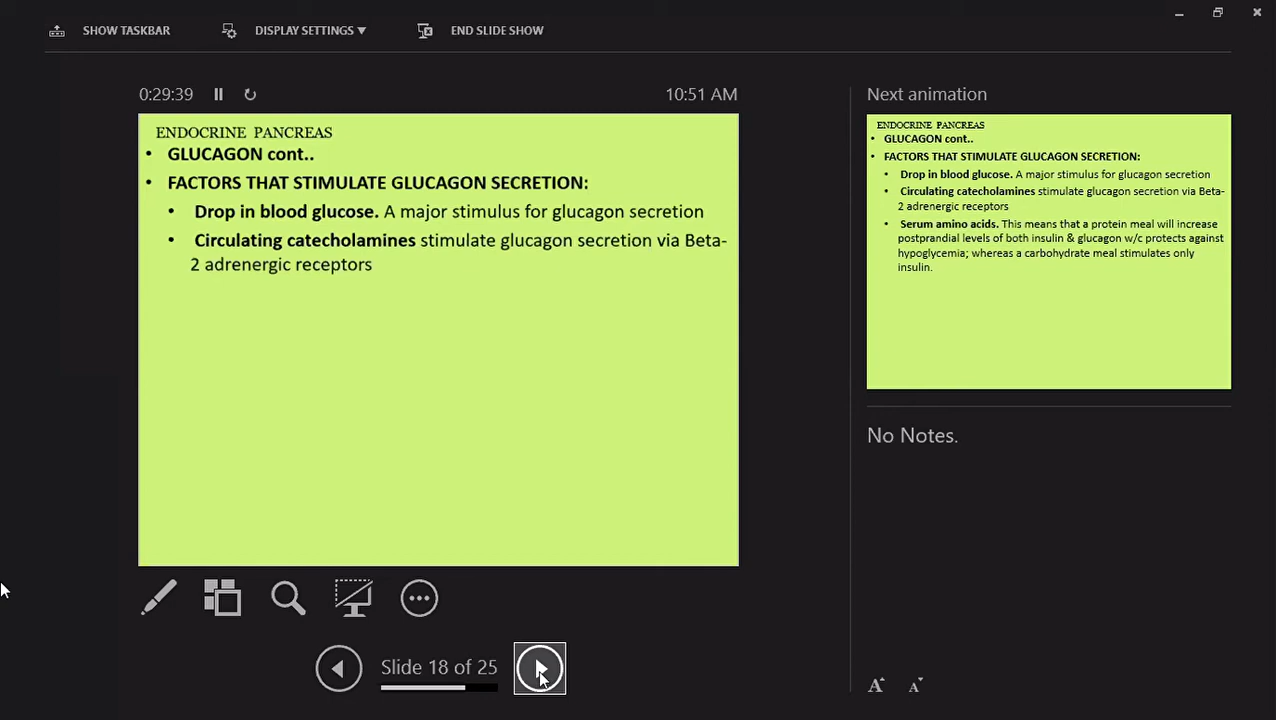 SHOW TASKBAR
DISPLAY SETTINGS ▼
END SLIDE SHOW
0:29:39
10:51 AM
ENDOCRINE PANCREAS
• GLUCAGON cont..
• FACTORS THAT STIMULATE GLUCAGON SECRETION:
• Drop in blood glucose. A major stimulus for glucagon secretion
• Circulating catecholamines stimulate glucagon secretion via Beta-
2 adrenergic receptors
Slide 18 of 25
Next animation
ENDOCRINE PANCREAS
• GLUCAGON cont..
• FACTORS THAT STIMULATE GLUCAGON SECRETION:
• Drop in blood glucose. A major stimulus for glucagon secretion
• Circulating catecholamines stimulate glucagon secretion via Beta-
2 adrenergic receptors
• Serum amino acids. This means that a protein meal will increase
postprandial levels of both insulin & glucagon w/c protects against
hypoglycemia; whereas a carbohydrate meal stimulates only
insulin.
No Notes.
A A